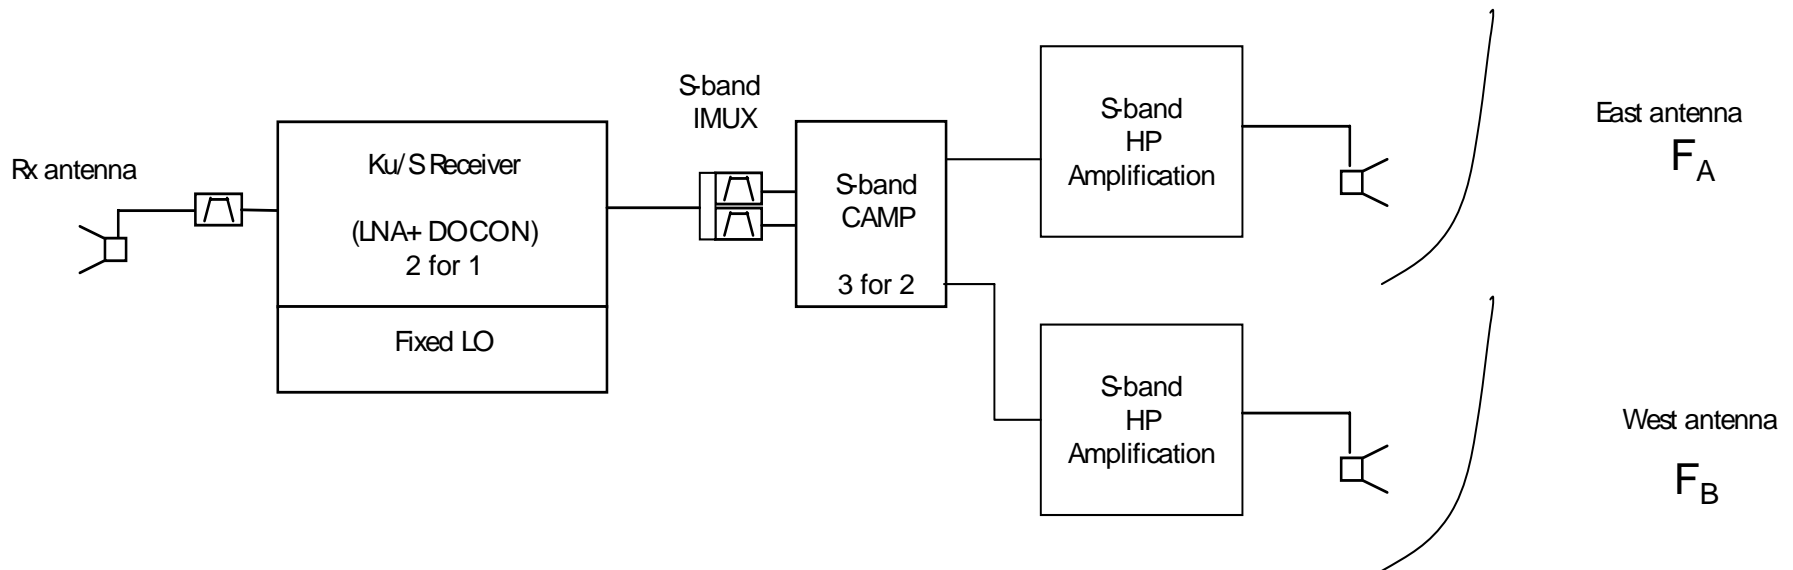 Rx antenna
Ku/S Receiver
(LNA+ DOCON)
2 for 1
Fixed LO
S-band
IMUX
S-band
CAMP
3 for 2
S-band
HP
Amplification
East antenna
F_A
S-band
HP
Amplification
West antenna
F_B